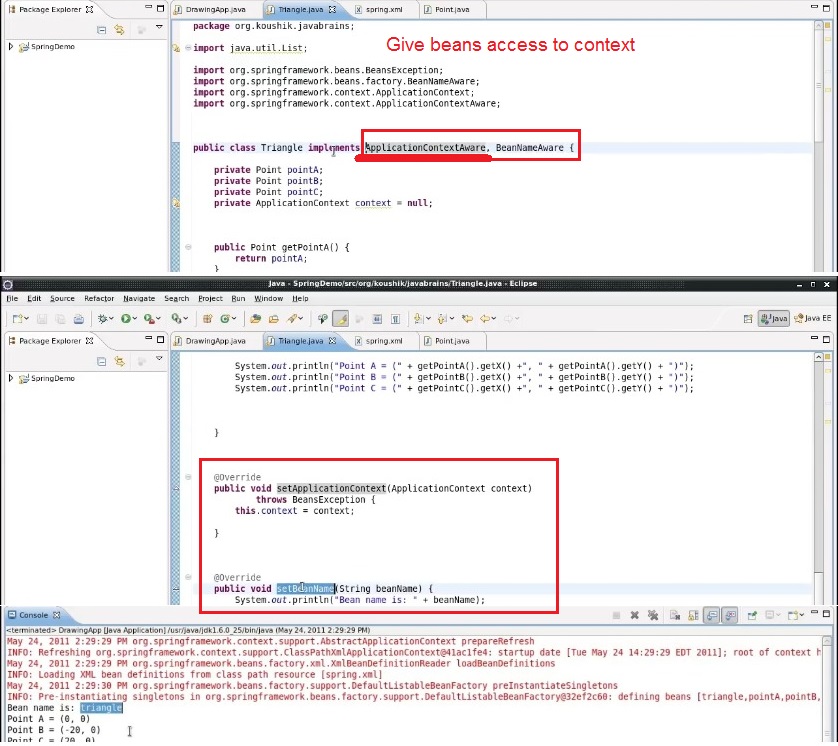 Package Explorer
DrawingApp.java
Triangle.java
spring.xml
Point.java
SpringDemo
package org.koushik.javabrains;
Give beans access to context
import java.util.List;
import org.springframework.beans.BeansException;
import org.springframework.beans.factory.BeanNameAware;
import org.springframework.context.ApplicationContext;
import org.springframework.context.ApplicationContextAware;
public class Triangle implements ApplicationContextAware, BeanNameAware {
private Point pointA;
private Point pointB;
private Point pointC;
private ApplicationContext context = null;
public Point getPointA() {
return pointA;
}
Java - SpringDemo/src/org/koushik/javabrains/Triangle.java - Eclipse
File Edit Source Refactor Navigate Search Project Run Window Help
Java
Java EE
Package Explorer
DrawingApp.java
Triangle.java
spring.xml
Point.java
SpringDemo
System.out.println("Point A = (" + getPointA().getX() +", " + getPointA().getY() + ")");
System.out.println("Point B = (" + getPointB().getX() +", " + getPointB().getY() + ")");
System.out.println("Point C = (" + getPointC().getX() +", " + getPointC().getY() + ")");
}
@Override
public void setApplicationContext(ApplicationContext context)
throws BeansException {
this.context = context;
}
@Override
public void setBeanName(String beanName) {
System.out.println("Bean name is: " + beanName);
Console
<terminated> DrawingApp [Java Application] /usr/java/jdk1.6.0_25/bin/java (May 24, 2011 2:29:29 PM)
May 24, 2011 2:29:29 PM org.springframework.context.support.AbstractApplicationContext prepareRefresh
INFO: Refreshing org.springframework.context.support.ClassPathXmlApplicationContext@41ac1fe4: startup date [Tue May 24 14:29:29 EDT 2011]; root of context h
May 24, 2011 2:29:29 PM org.springframework.beans.factory.xml.XmlBeanDefinitionReader loadBeanDefinitions
INFO: Loading XML bean definitions from class path resource [spring.xml]
May 24, 2011 2:29:30 PM org.springframework.beans.factory.support.DefaultListableBeanFactory preInstantiateSingletons
INFO: Pre-instantiating singletons in org.springframework.beans.factory.support.DefaultListableBeanFactory@32ef2c60: defining beans [triangle,pointA,pointB,
Bean name is: triangle
Point A = (0, 0)
Point B = (-20, 0)
Point C = (20, 0)